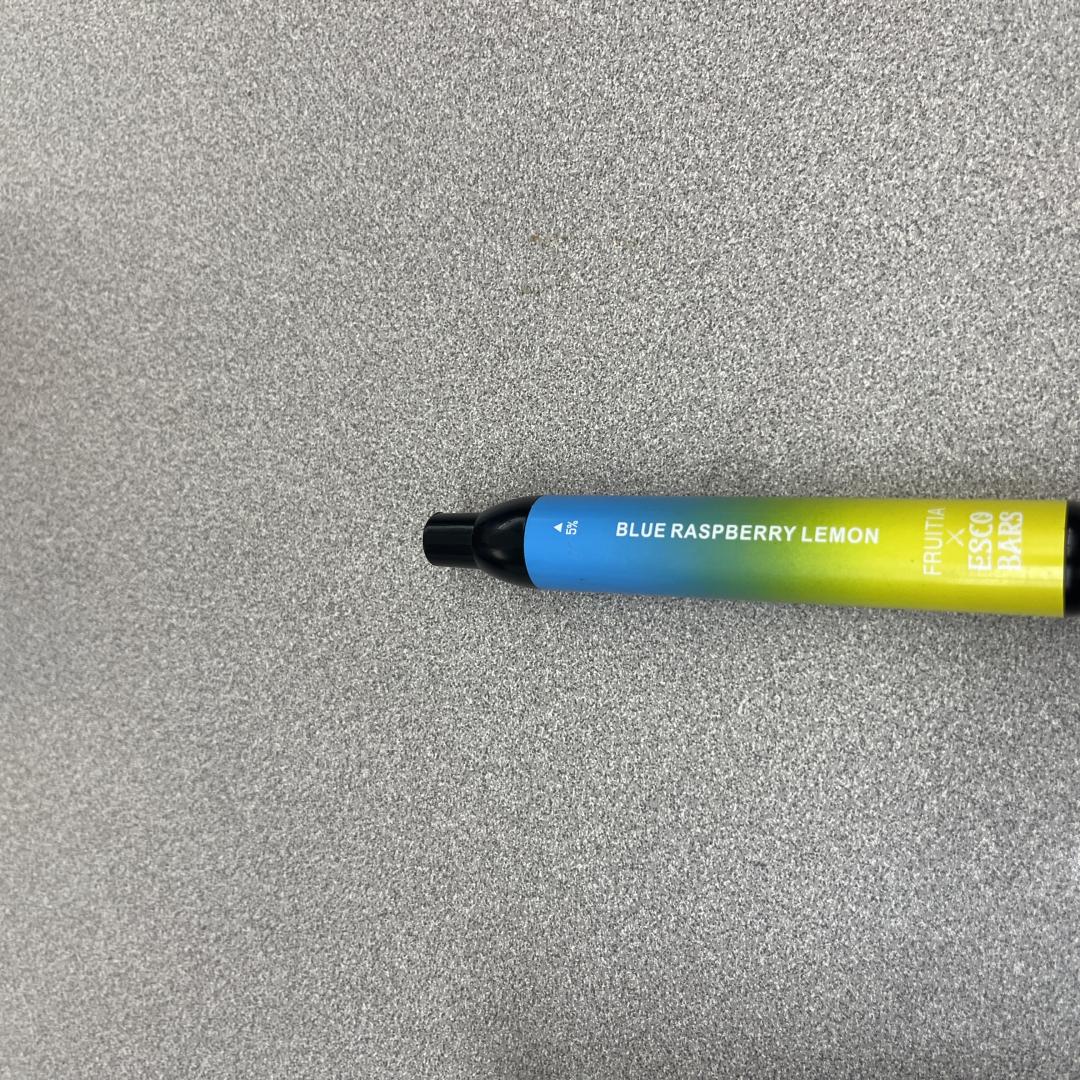 5%
BLUE RASPBERRY LEMON
FRUITIA
X
ESCO
BARS